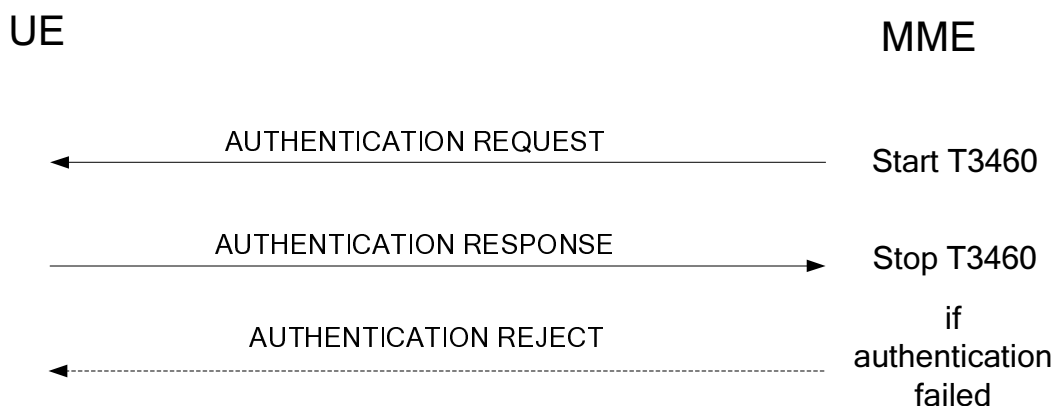 UE
MME
AUTHENTICATION REQUEST
Start T3460
AUTHENTICATION RESPONSE
Stop T3460
AUTHENTICATION REJECT
if
authentication
failed